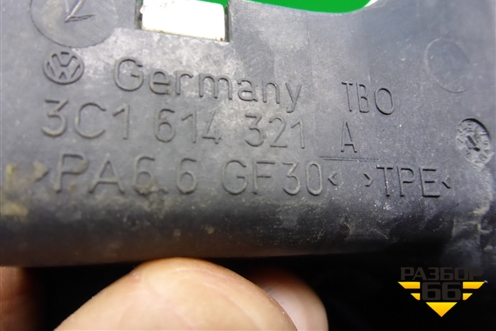 Germany TBO
3C1 614 321 A
>PA6.6 GF30< >TPE<
РАЗБОР
66